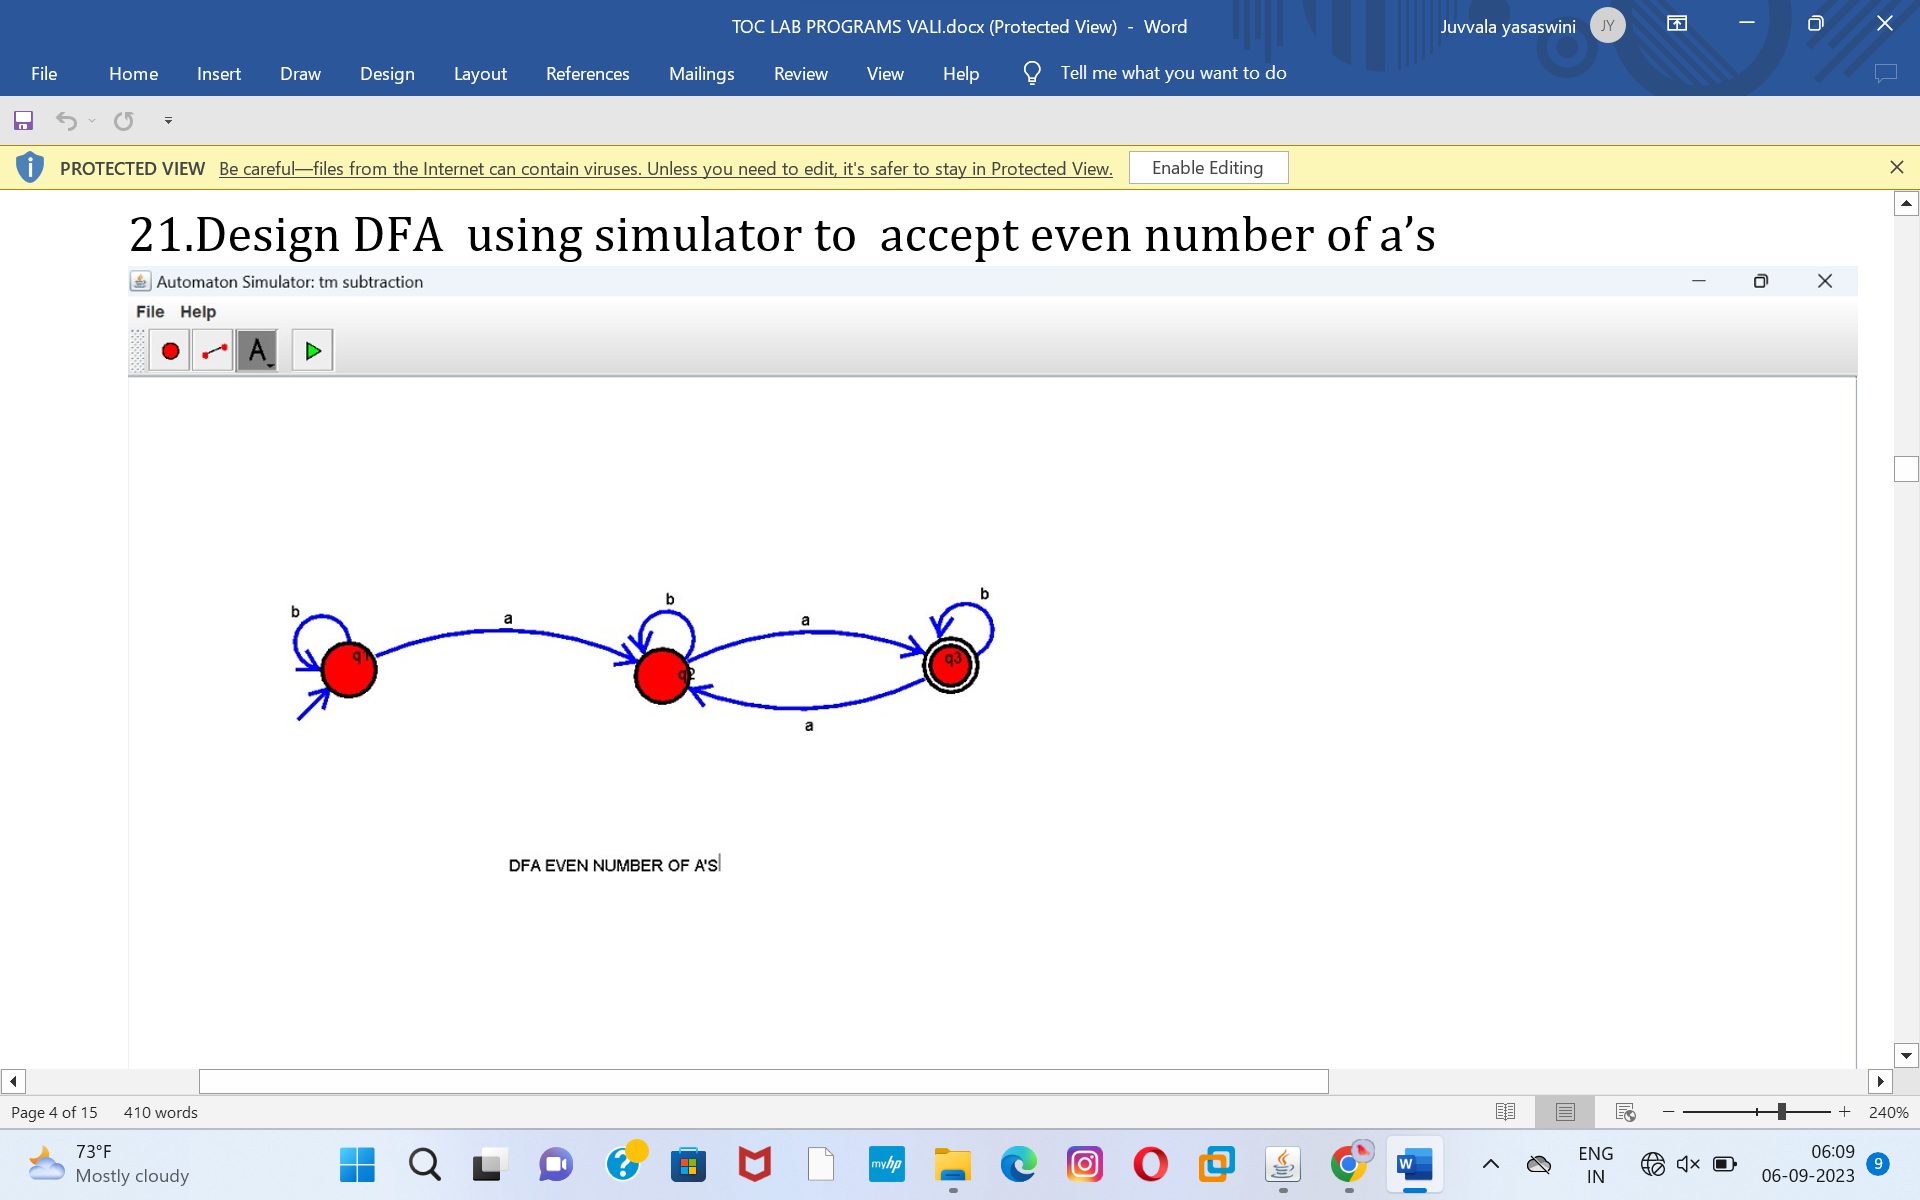 TOC LAB PROGRAMS VALI.docx (Protected View) - Word
Juvvala yasaswini JY
File Home Insert Draw Design Layout References Mailings Review View Help Tell me what you want to do
PROTECTED VIEW Be careful—files from the Internet can contain viruses. Unless you need to edit, it's safer to stay in Protected View. Enable Editing
21.Design DFA using simulator to accept even number of a’s
Automaton Simulator: tm subtraction
File Help
A
b a b a b
q1 q2 q3
a
DFA EVEN NUMBER OF A'S
Page 4 of 15 410 words 240%
73°F
Mostly cloudy
? myhp W
ENG
IN
06:09
06-09-2023
9